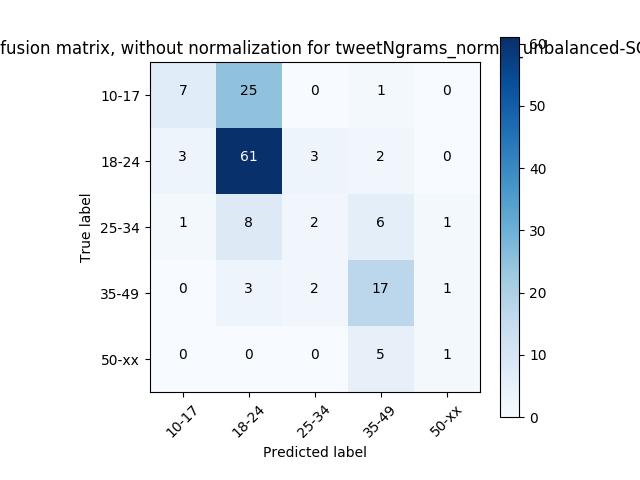 fusion matrix, without normalization for tweetNgrams_norm
60
50
40
30
20
10
0
True label
10-17 7 25 0 1 0
18-24 3 61 3 2 0
25-34 1 8 2 6 1
35-49 0 3 2 17 1
50-xx 0 0 0 5 1
10-17 18-24 25-34 35-49 50-xx
Predicted label